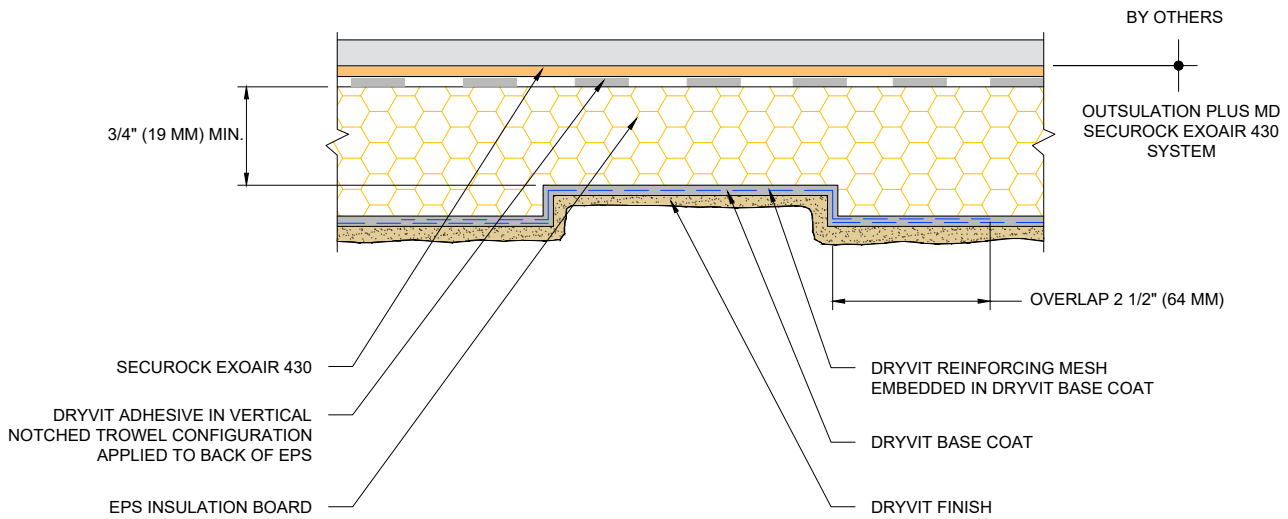 BY OTHERS
OUTSULATION PLUS MD
SECUROCK EXOAIR 430
SYSTEM
3/4" (19 MM) MIN.
OVERLAP 2 1/2" (64 MM)
SECUROCK EXOAIR 430
DRYVIT ADHESIVE IN VERTICAL
NOTCHED TROWEL CONFIGURATION
APPLIED TO BACK OF EPS
EPS INSULATION BOARD
DRYVIT REINFORCING MESH
EMBEDDED IN DRYVIT BASE COAT
DRYVIT BASE COAT
DRYVIT FINISH